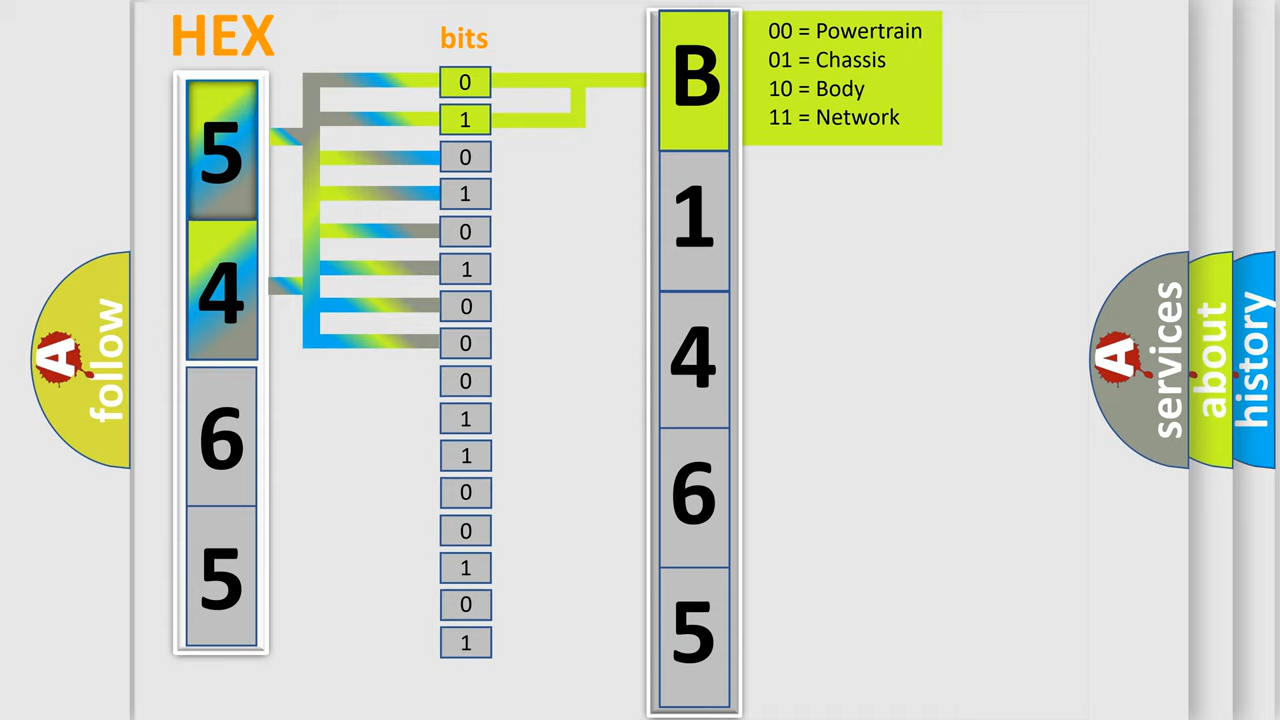 HEX
bits
5
4
6
5
0
1
0
1
0
1
0
0
0
1
1
0
0
1
0
1
B
1
4
6
5
00 = Powertrain
01 = Chassis
10 = Body
11 = Network
A
follow
A
services
about
history